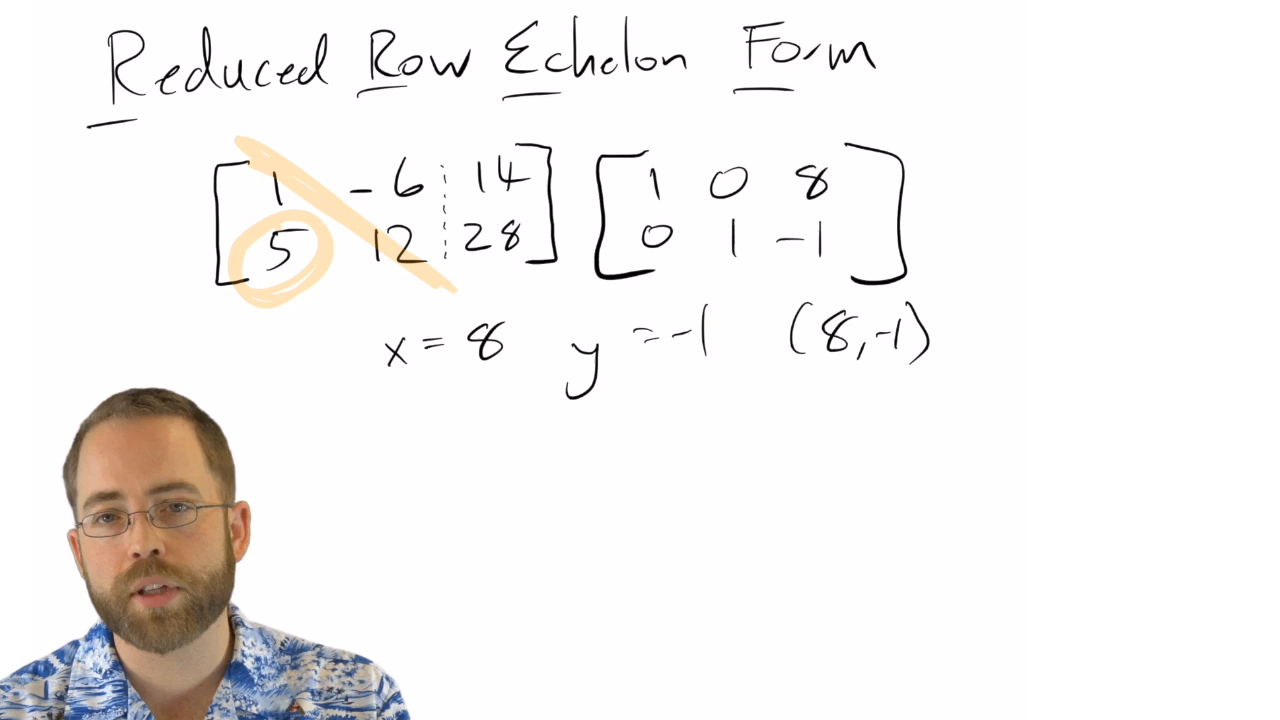 Reduced Row Echelon Form
1 -6 14 1 0 8
5 12 28 0 1 -1
x = 8 y = -1 (8,-1)